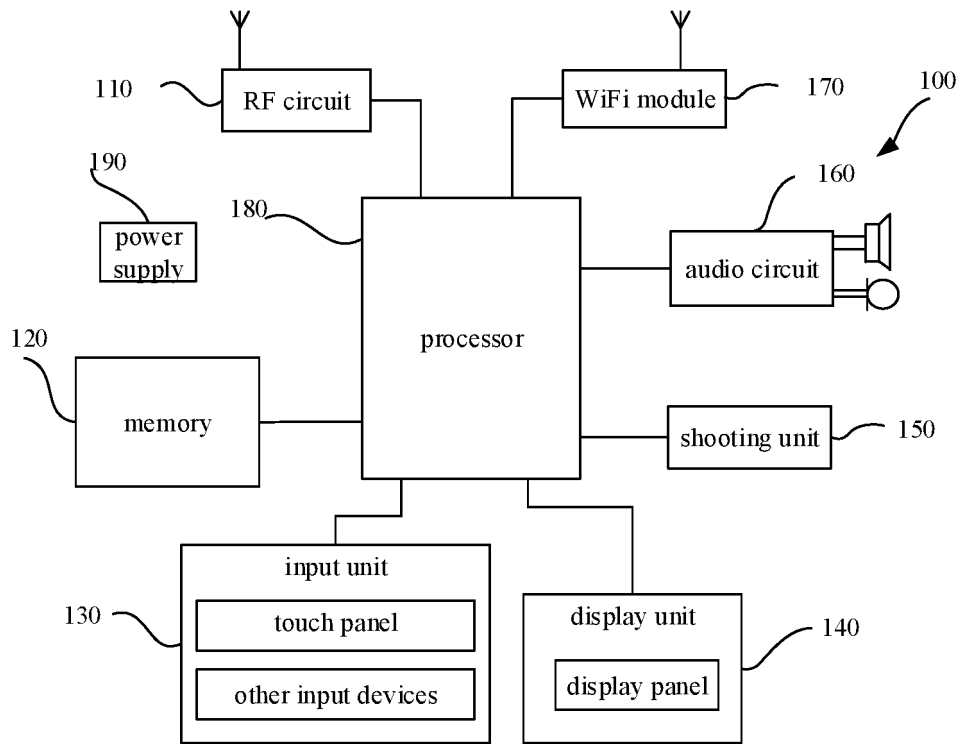 110
RF circuit
WiFi module
170
100
190
power
supply
180
160
audio circuit
processor
120
memory
shooting unit
150
input unit
130
touch panel
other input devices
display unit
140
display panel